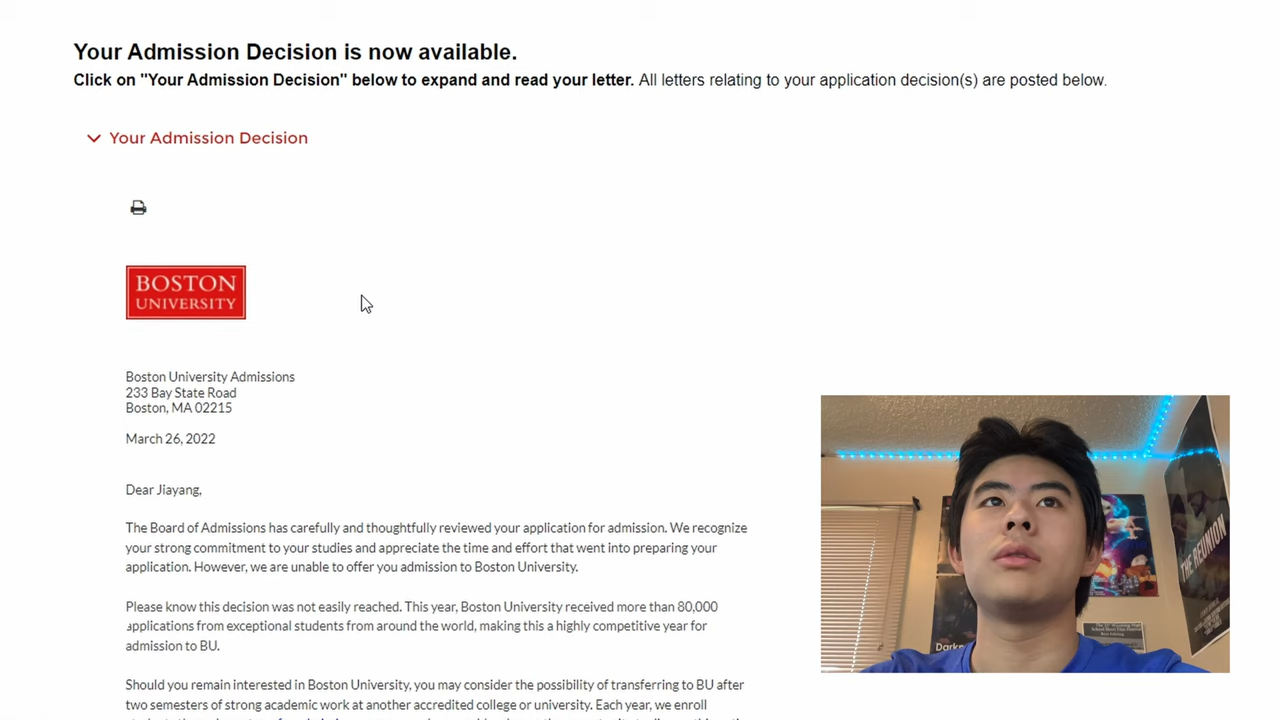 Your Admission Decision is now available.
Click on "Your Admission Decision" below to expand and read your letter. All letters relating to your application decision(s) are posted below.
Your Admission Decision
BOSTON
UNIVERSITY
Boston University Admissions
233 Bay State Road
Boston, MA 02215
March 26, 2022
Dear Jiayang,
The Board of Admissions has carefully and thoughtfully reviewed your application for admission. We recognize
your strong commitment to your studies and appreciate the time and effort that went into preparing your
application. However, we are unable to offer you admission to Boston University.
Please know this decision was not easily reached. This year, Boston University received more than 80,000
applications from exceptional students from around the world, making this a highly competitive year for
admission to BU.
Should you remain interested in Boston University, you may consider the possibility of transferring to BU after
two semesters of strong academic work at another accredited college or university. Each year, we enroll
THE REUNION
Darkn